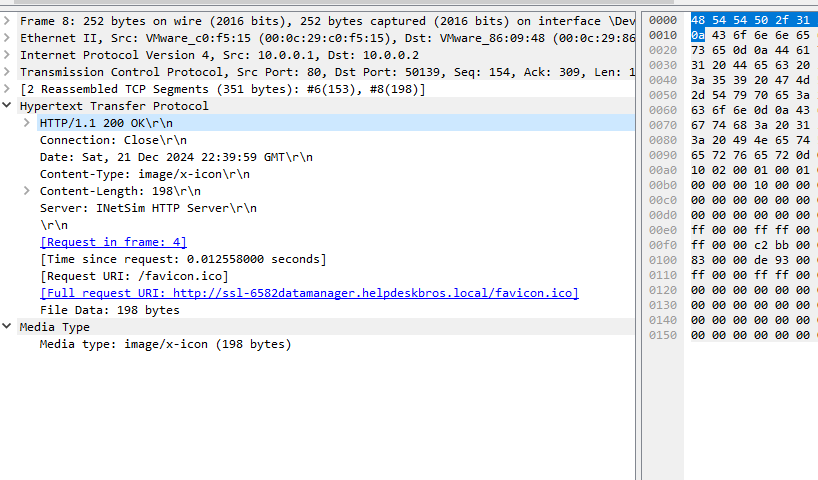 Frame 8: 252 bytes on wire (2016 bits), 252 bytes captured (2016 bits) on interface \Dev
Ethernet II, Src: VMware_c0:f5:15 (00:0c:29:c0:f5:15), Dst: VMware_86:09:48 (00:0c:29:86
Internet Protocol Version 4, Src: 10.0.0.1, Dst: 10.0.0.2
Transmission Control Protocol, Src Port: 80, Dst Port: 50139, Seq: 154, Ack: 309, Len: 1
[2 Reassembled TCP Segments (351 bytes): #6(153), #8(198)]
Hypertext Transfer Protocol
HTTP/1.1 200 OK\r\n
Connection: Close\r\n
Date: Sat, 21 Dec 2024 22:39:59 GMT\r\n
Content-Type: image/x-icon\r\n
Content-Length: 198\r\n
Server: INetSim HTTP Server\r\n
\r\n
[Request in frame: 4]
[Time since request: 0.012558000 seconds]
[Request URI: /favicon.ico]
[Full request URI: http://ssl-6582datamanager.helpdeskbros.local/favicon.ico]
File Data: 198 bytes
Media Type
Media type: image/x-icon (198 bytes)
0000 48 54 54 50 2f 31
0010 0a 43 6f 6e 6e 65
0020 73 65 0d 0a 44 61
0030 31 20 44 65 63 20
0040 3a 35 39 20 47 4d
0050 2d 54 79 70 65 3a
0060 63 6f 6e 0d 0a 43
0070 67 74 68 3a 20 31
0080 3a 20 49 4e 65 74
0090 65 72 76 65 72 0d
00a0 10 02 00 01 00 01
00b0 00 00 00 10 00 00
00c0 00 00 00 00 00 00
00d0 00 00 00 00 00 00
00e0 ff 00 00 ff ff 00
00f0 ff 00 00 c2 bb 00
0100 83 00 00 de 93 00
0110 ff 00 00 ff ff 00
0120 00 00 00 00 00 00
0130 00 00 00 00 00 00
0140 00 00 00 00 00 00
0150 00 00 00 00 00 00